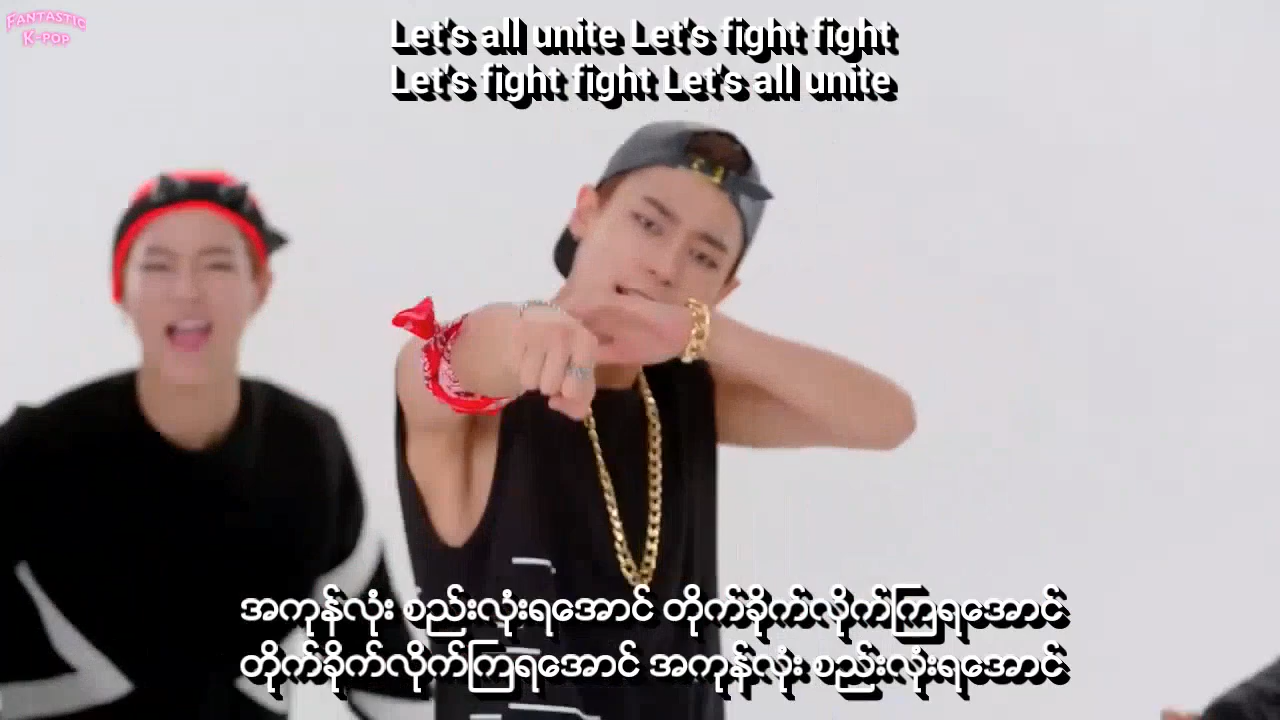 FANTASTIC
K-POP
Let's all unite Let's fight fight
Let's fight fight Let's all unite
အကုန်လုံး စည်းလုံးရအောင် တိုက်ခိုက်လိုက်ကြရအောင်
တိုက်ခိုက်လိုက်ကြရအောင် အကုန်လုံး စည်းလုံးရအောင်